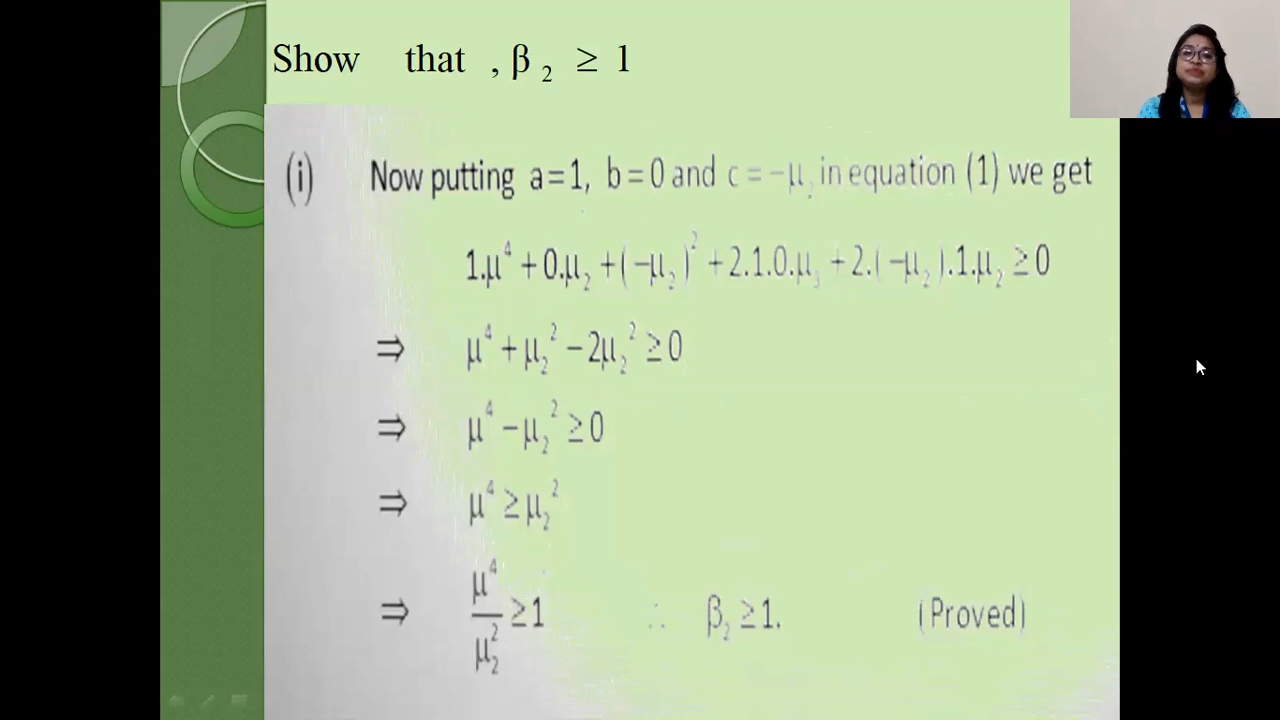 Show that , β₂ ≥ 1
(i) Now putting a=1, b=0 and c=−μ₂ in equation (1) we get
1.μ⁴ + 0.μ₂ + (−μ₂)² + 2.1.0.μ₃ + 2.(−μ₂).1.μ₂ ≥ 0
⇒ μ⁴ + μ₂² − 2μ₂² ≥ 0
⇒ μ⁴ − μ₂² ≥ 0
⇒ μ⁴ ≥ μ₂²
⇒ μ⁴/μ₂² ≥ 1 ∴ β₂ ≥ 1. (Proved)